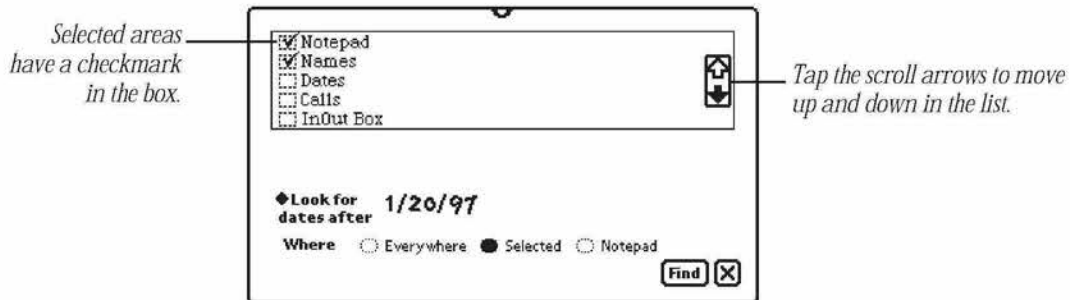 Selected areas
have a checkmark
in the box.
Notepad
Names
Dates
Calls
InOut Box
Tap the scroll arrows to move
up and down in the list.
◆Look for
dates after 1/20/97
Where Everywhere Selected Notepad
Find X